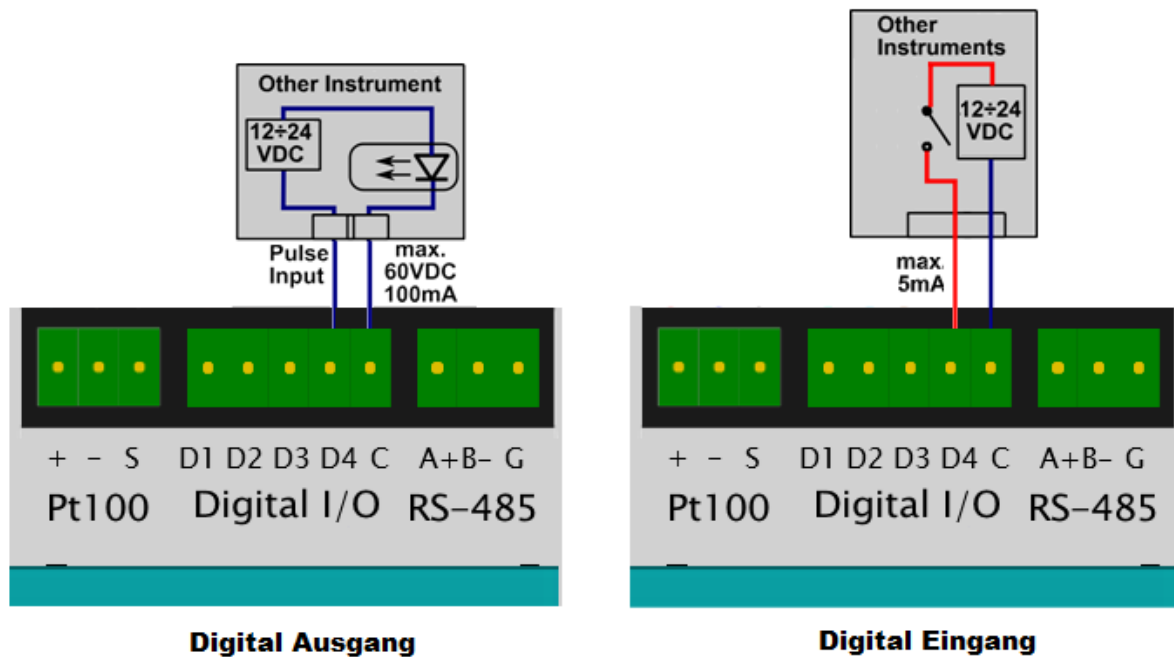 Other Instrument
12÷24
VDC
Pulse
Input
max.
60VDC
100mA
+ - S D1 D2 D3 D4 C A+B- G
Pt100 Digital I/O RS-485
Digital Ausgang
Other
Instruments
12÷24
VDC
max.
5mA
+ - S D1 D2 D3 D4 C A+B- G
Pt100 Digital I/O RS-485
Digital Eingang